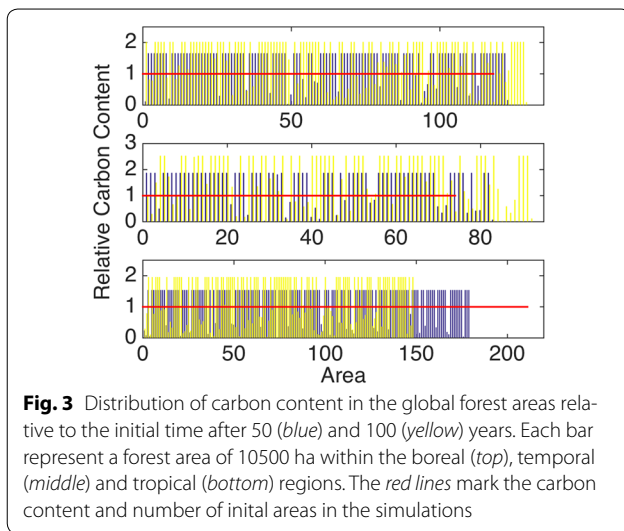 2
1
0
0 50 100
3
2
1
0
0 20 40 60 80
2
1
0
0 50 100 150 200
Relative Carbon Content
Area
Fig. 3 Distribution of carbon content in the global forest areas rela-
tive to the initial time after 50 (blue) and 100 (yellow) years. Each bar
represent a forest area of 10500 ha within the boreal (top), temporal
(middle) and tropical (bottom) regions. The red lines mark the carbon
content and number of inital areas in the simulations